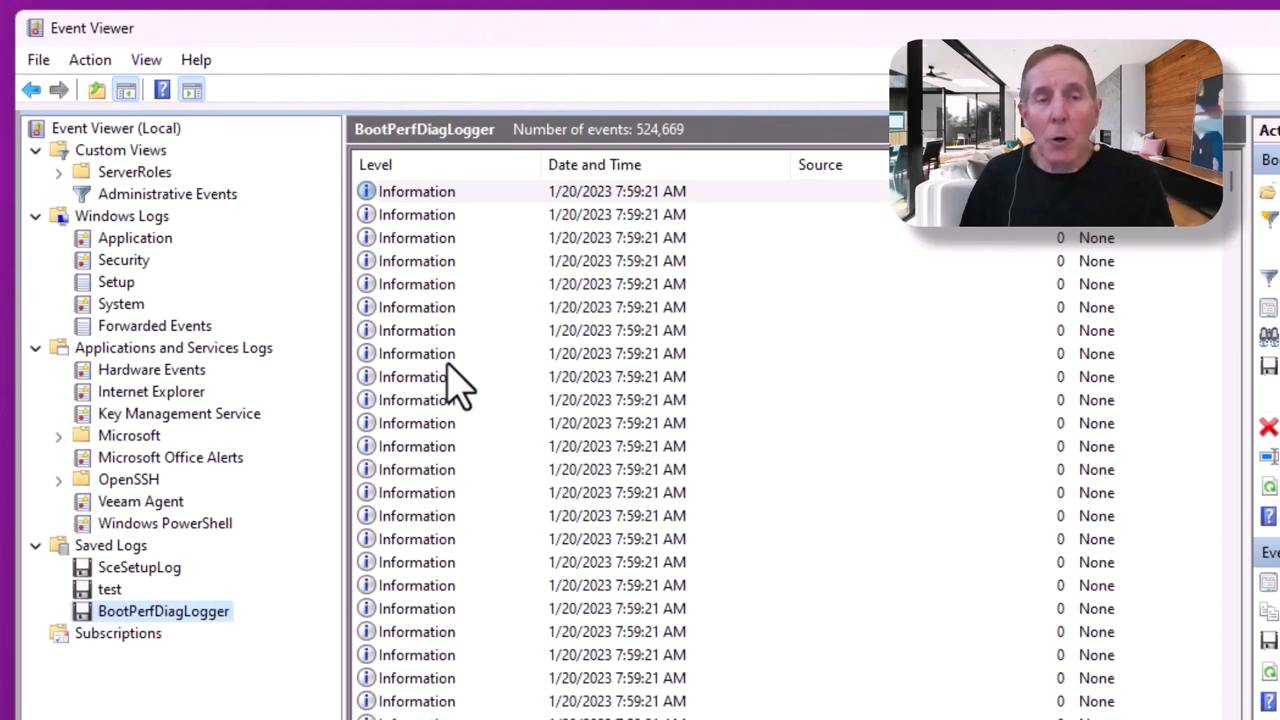 Event Viewer
File Action View Help
Event Viewer (Local)
Custom Views
ServerRoles
Administrative Events
Windows Logs
Application
Security
Setup
System
Forwarded Events
Applications and Services Logs
Hardware Events
Internet Explorer
Key Management Service
Microsoft
Microsoft Office Alerts
OpenSSH
Veeam Agent
Windows PowerShell
Saved Logs
SceSetupLog
test
BootPerfDiagLogger
Subscriptions
BootPerfDiagLogger Number of events: 524,669
Level Date and Time Source
Information 1/20/2023 7:59:21 AM
Information 1/20/2023 7:59:21 AM
Information 1/20/2023 7:59:21 AM 0 None
Information 1/20/2023 7:59:21 AM 0 None
Information 1/20/2023 7:59:21 AM 0 None
Information 1/20/2023 7:59:21 AM 0 None
Information 1/20/2023 7:59:21 AM 0 None
Information 1/20/2023 7:59:21 AM 0 None
Informatio 1/20/2023 7:59:21 AM 0 None
Information 1/20/2023 7:59:21 AM 0 None
Information 1/20/2023 7:59:21 AM 0 None
Information 1/20/2023 7:59:21 AM 0 None
Information 1/20/2023 7:59:21 AM 0 None
Information 1/20/2023 7:59:21 AM 0 None
Information 1/20/2023 7:59:21 AM 0 None
Information 1/20/2023 7:59:21 AM 0 None
Information 1/20/2023 7:59:21 AM 0 None
Information 1/20/2023 7:59:21 AM 0 None
Information 1/20/2023 7:59:21 AM 0 None
Information 1/20/2023 7:59:21 AM 0 None
Information 1/20/2023 7:59:21 AM 0 None
Information 1/20/2023 7:59:21 AM 0 None
Information 1/20/2023 7:59:21 AM 0 None
Act
Bo
Eve